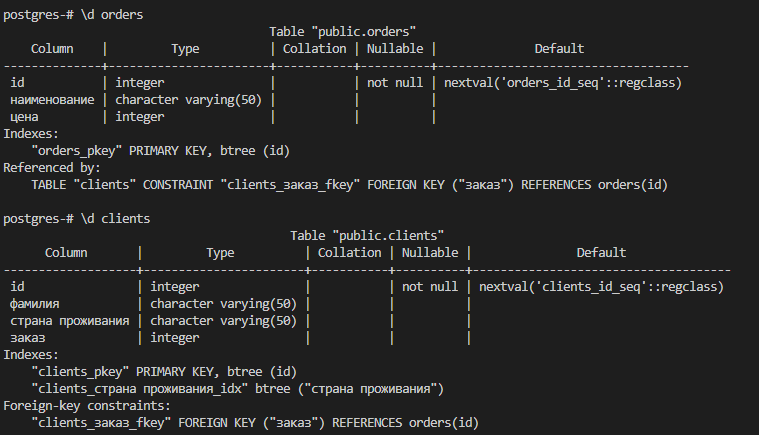 postgres-# \d orders
                                   Table "public.orders"
    Column    |         Type          | Collation | Nullable |              Default
--------------+-----------------------+-----------+----------+------------------------------------
 id           | integer               |           | not null | nextval('orders_id_seq'::regclass)
 наименование | character varying(50) |           |          |
 цена         | integer               |           |          |
Indexes:
    "orders_pkey" PRIMARY KEY, btree (id)
Referenced by:
    TABLE "clients" CONSTRAINT "clients_заказ_fkey" FOREIGN KEY ("заказ") REFERENCES orders(id)
postgres-# \d clients
                                      Table "public.clients"
      Column       |         Type          | Collation | Nullable |               Default
-------------------+-----------------------+-----------+----------+-------------------------------------
 id                | integer               |           | not null | nextval('clients_id_seq'::regclass)
 фамилия           | character varying(50) |           |          |
 страна проживания | character varying(50) |           |          |
 заказ             | integer               |           |          |
Indexes:
    "clients_pkey" PRIMARY KEY, btree (id)
    "clients_страна проживания_idx" btree ("страна проживания")
Foreign-key constraints:
    "clients_заказ_fkey" FOREIGN KEY ("заказ") REFERENCES orders(id)